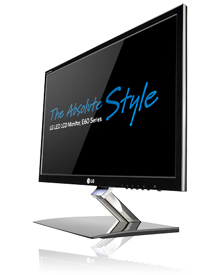 The Absolute Style
LG LED LCD Monitor, E60 Series
LG